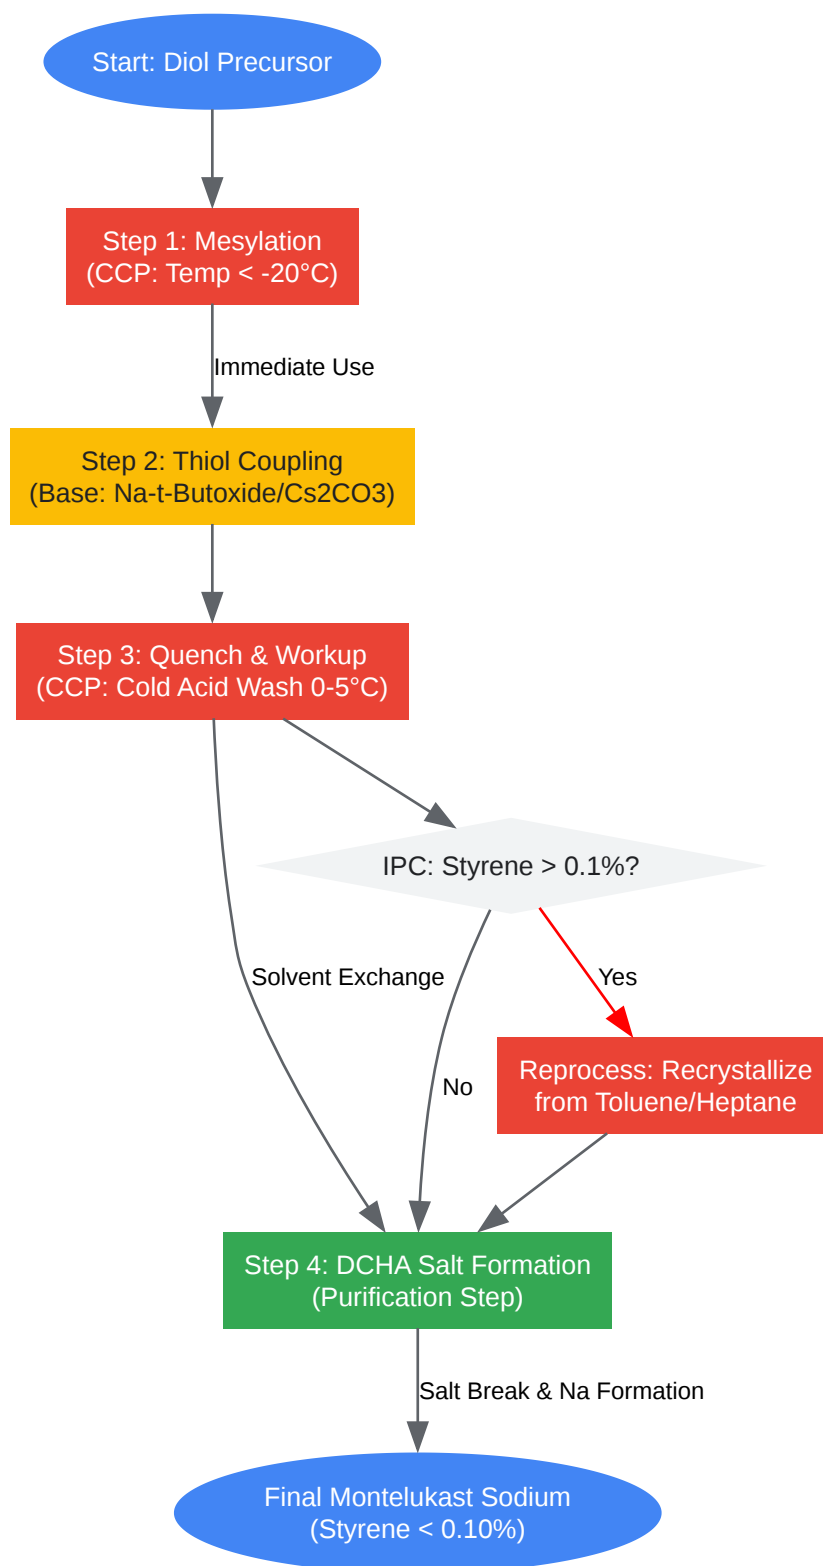 Start: Diol Precursor
Step 1: Mesylation
(CCP: Temp < -20°C)
Immediate Use
Step 2: Thiol Coupling
(Base: Na-t-Butoxide/Cs2CO3)
Step 3: Quench & Workup
(CCP: Cold Acid Wash 0-5°C)
IPC: Styrene > 0.1%?
Solvent Exchange
Yes
No
Reprocess: Recrystallize
from Toluene/Heptane
Step 4: DCHA Salt Formation
(Purification Step)
Salt Break & Na Formation
Final Montelukast Sodium
(Styrene < 0.10%)